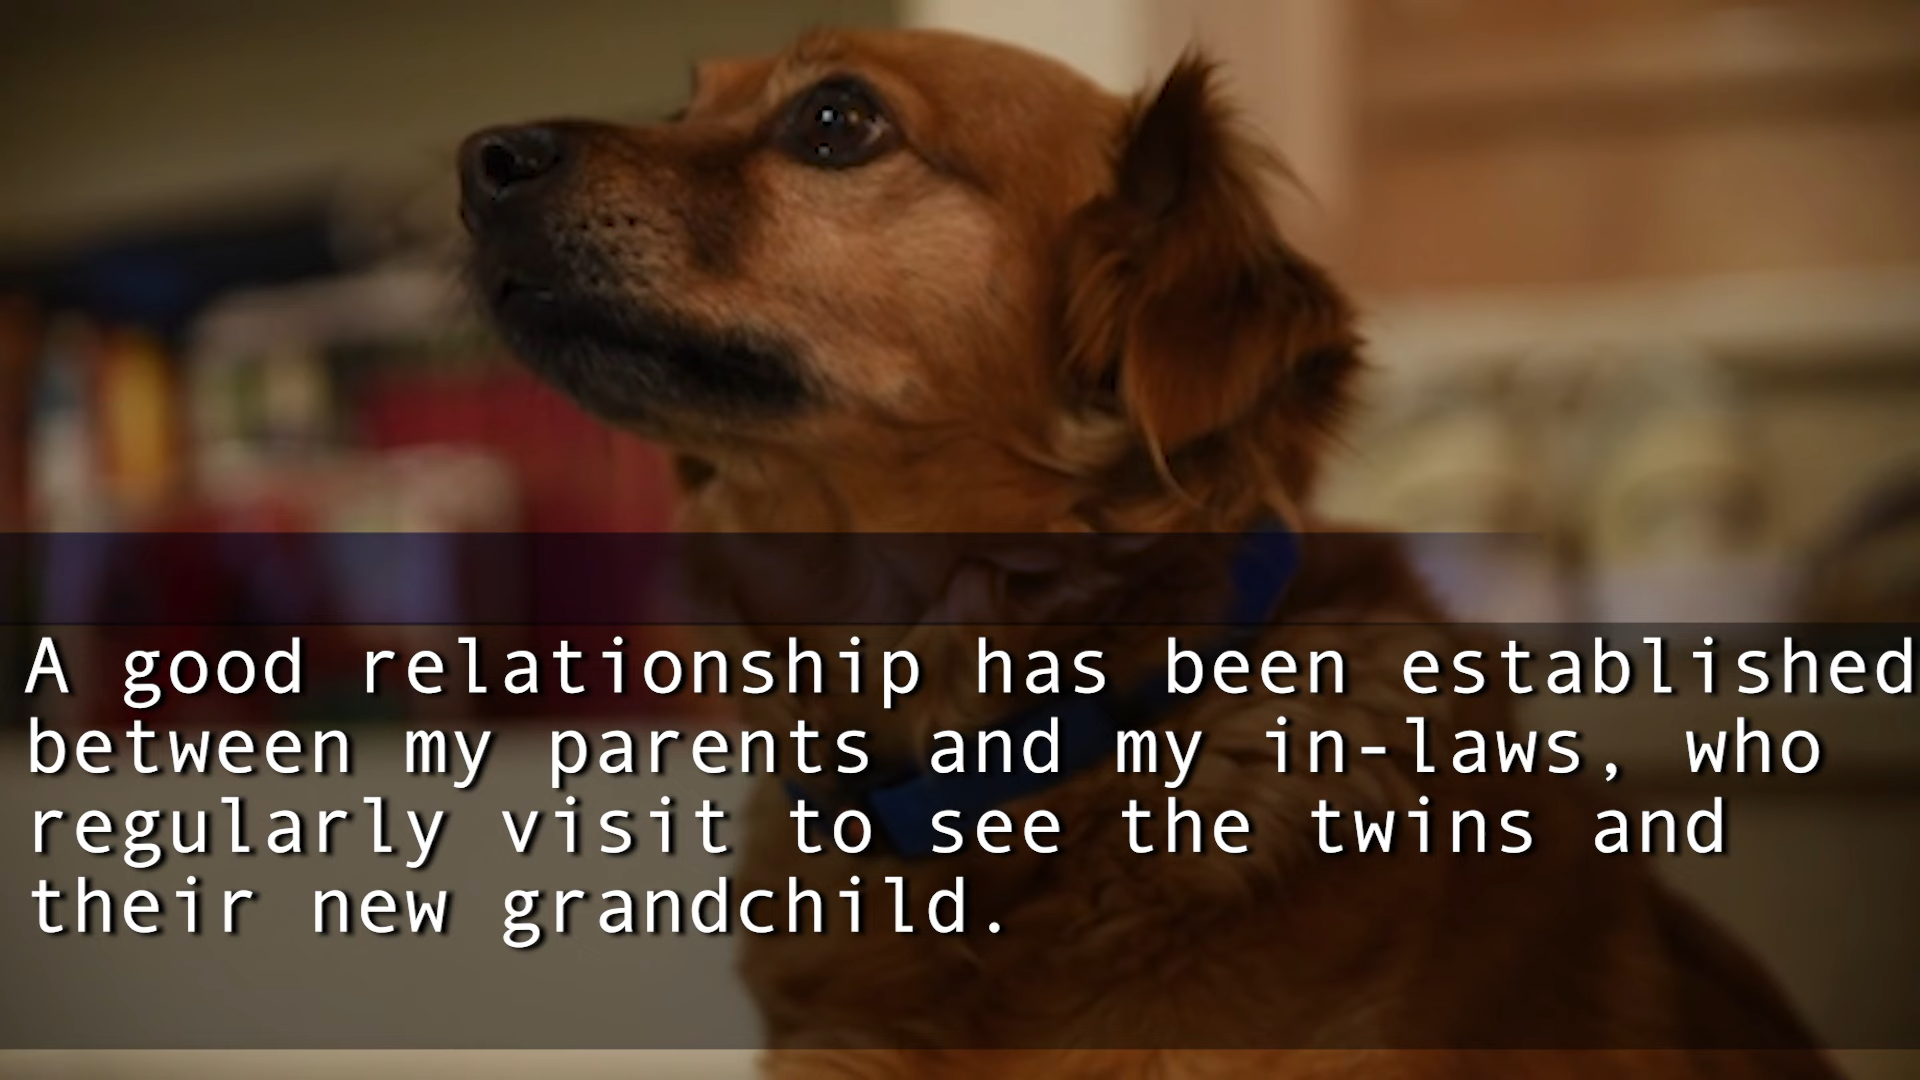 A good relationship has been established
between my parents and my in-laws, who
regularly visit to see the twins and
their new grandchild.